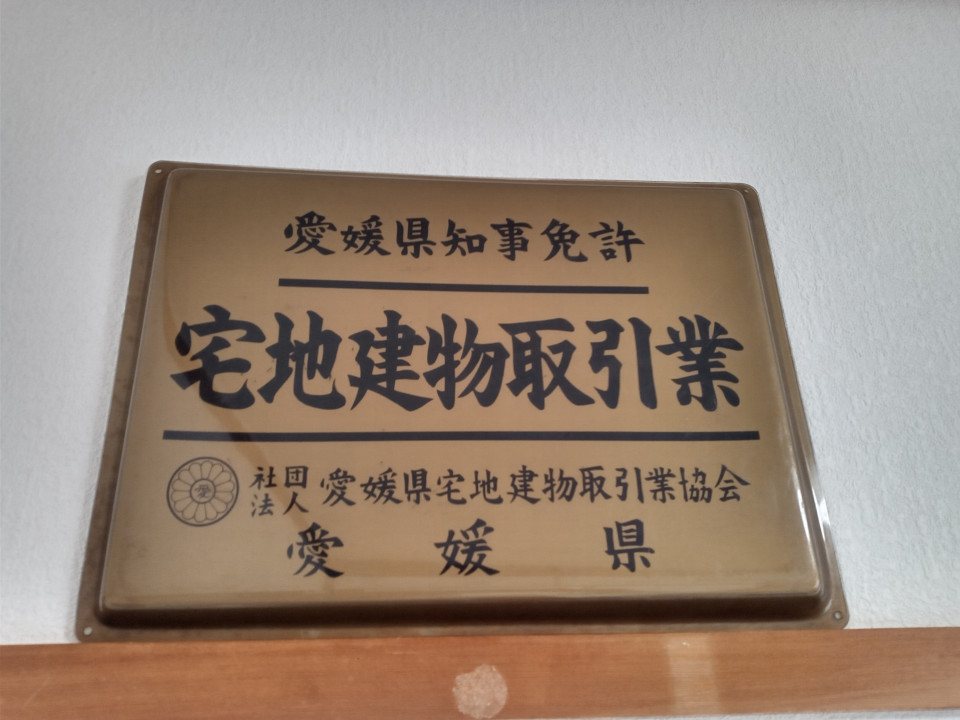 愛媛県知事免許
宅地建物取引業
愛
社団法人 愛媛県宅地建物取引業協会
愛媛県